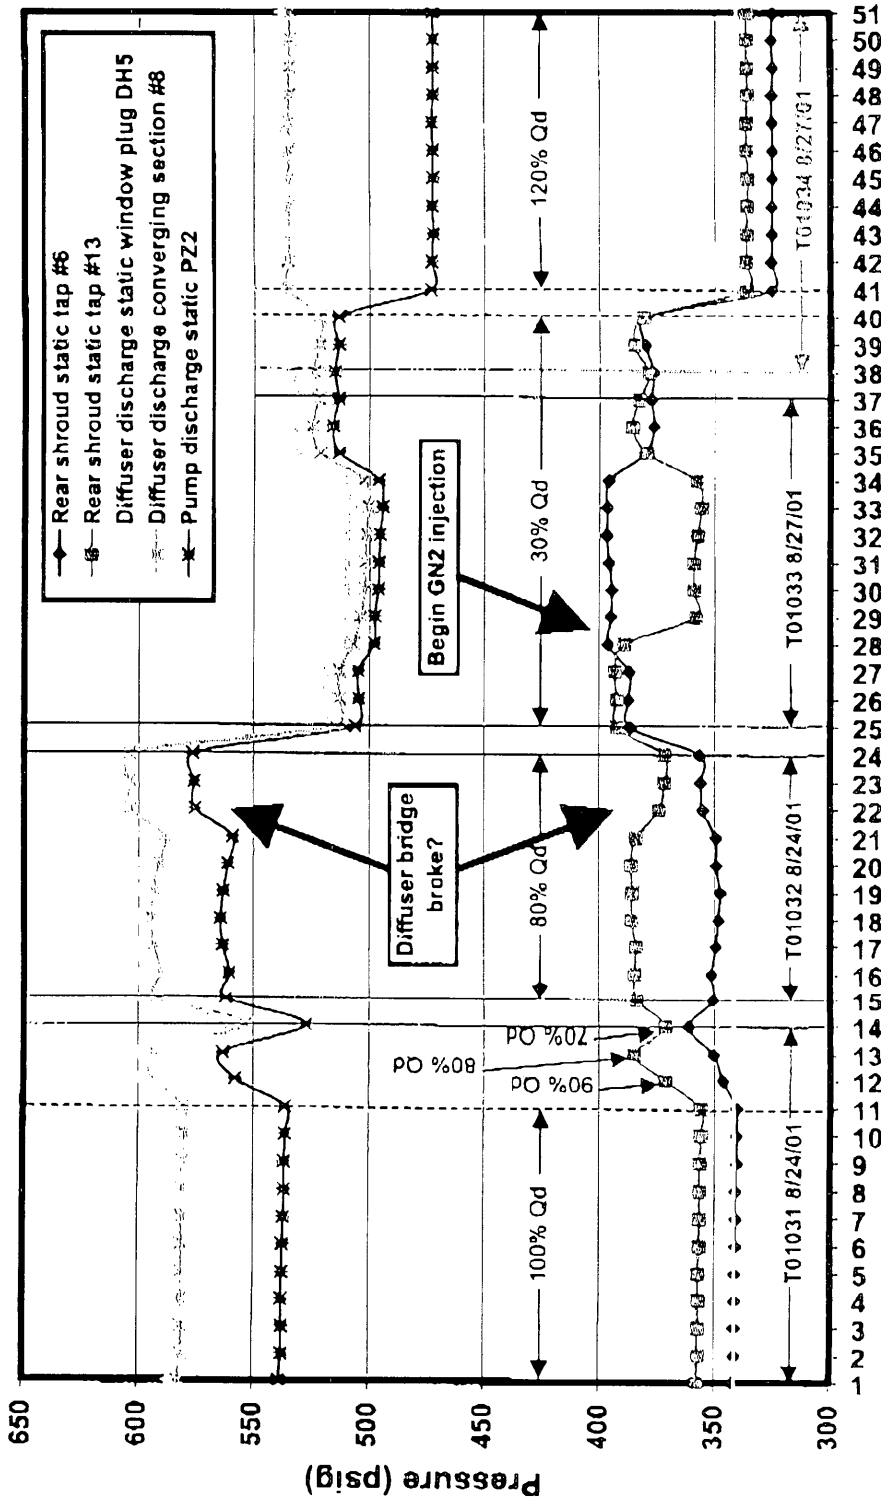 Pressure (psig)
650
600
550
500
450
400
350
300
Rear shroud static tap #6
Rear shroud static tap #13
Diffuser discharge static window plug DH5
Diffuser discharge converging section #8
Pump discharge static PZ2
Diffuser bridge
broke?
Begin GN2 injection
100% Qd
90% Qd
80% Qd
70% Qd
80% Qd
30% Qd
120% Qd
T01031 8/24/01
T01032 8/24/01
T01033 8/27/01
T01034 8/27/01
1
2
3
4
5
6
7
8
9
10
11
12
13
14
15
16
17
18
19
20
21
22
23
24
25
26
27
28
29
30
31
32
33
34
35
36
37
38
39
40
41
42
43
44
45
46
47
48
49
50
51